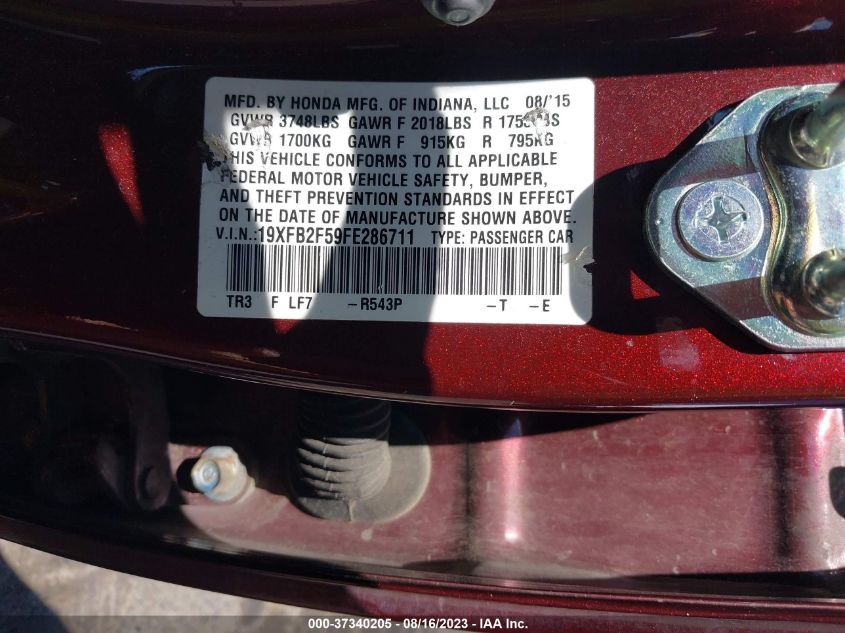 MFD. BY HONDA MFG. OF INDIANA, LLC 08/'15
GVWR 3748LBS GAWR F 2018LBS R
GVWR 1700KG GAWR F 915KG R 795KG
THIS VEHICLE CONFORMS TO ALL APPLICABLE
FEDERAL MOTOR VEHICLE SAFETY, BUMPER,
AND THEFT PREVENTION STANDARDS IN EFFECT
ON THE DATE OF MANUFACTURE SHOWN ABOVE.
V.I.N.:19XFB2F59FE286711 TYPE: PASSENGER CAR
TR3 F LF7 -R543P -T -E
000-37340205 - 08/16/2023 - IAA Inc.